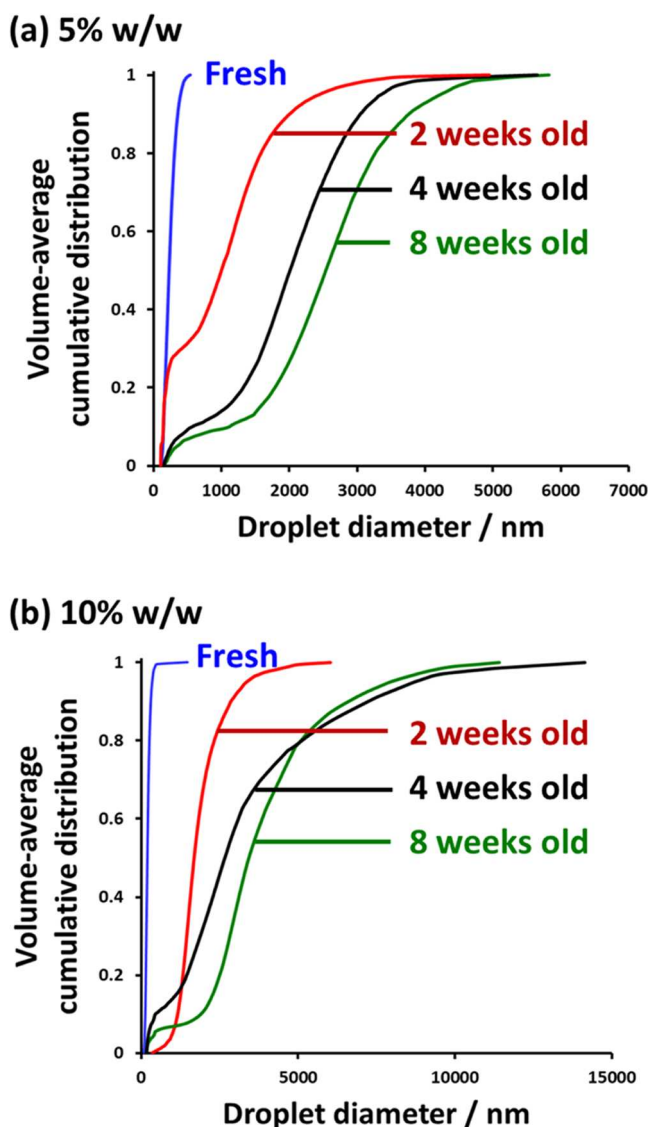 (a) 5% w/w
Volume-average
cumulative distribution
1
0.8
0.6
0.4
0.2
0
Fresh
2 weeks old
4 weeks old
8 weeks old
0 1000 2000 3000 4000 5000 6000 7000
Droplet diameter / nm
(b) 10% w/w
Volume-average
cumulative distribution
1
0.8
0.6
0.4
0.2
0
Fresh
2 weeks old
4 weeks old
8 weeks old
0 5000 10000 15000
Droplet diameter / nm